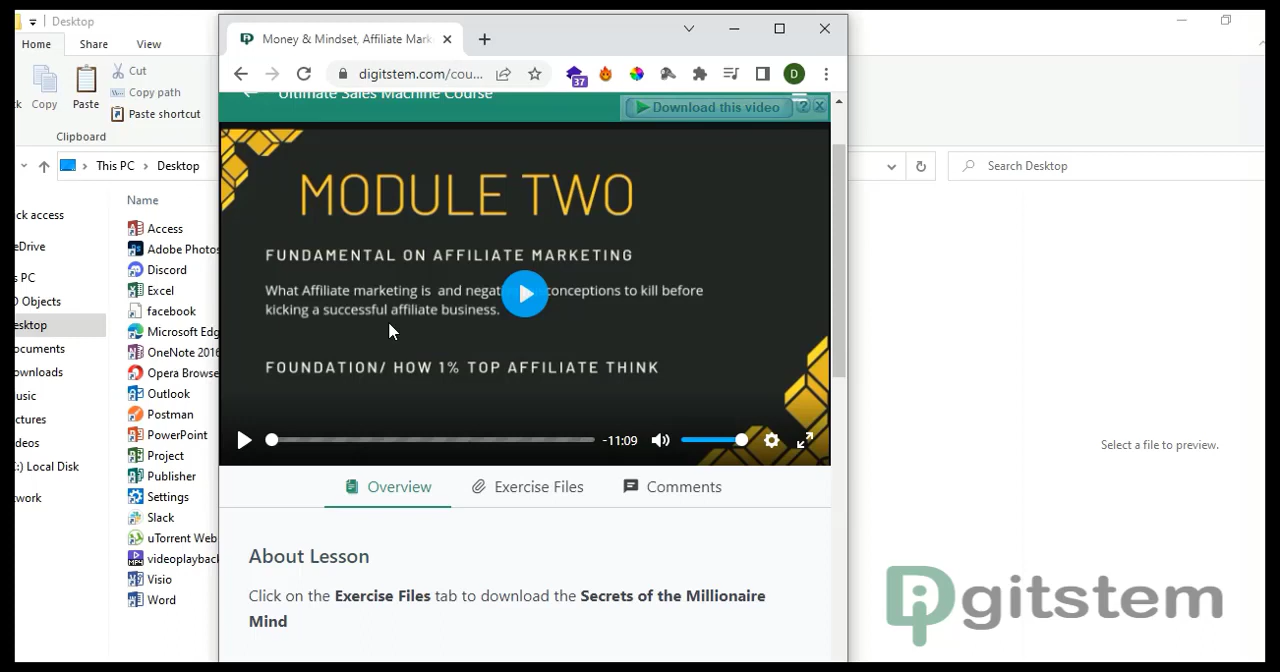 Desktop
Home Share View
Copy
Paste
Cut
Copy path
Paste shortcut
Clipboard
This PC > Desktop
Search Desktop
Name
Access
Adobe Photos
Discord
Excel
facebook
Microsoft Edg
OneNote 2016
Opera Browse
Outlook
Postman
PowerPoint
Project
Publisher
Settings
Slack
uTorrent Web
videoplayback
Visio
Word
ck access
eDrive
s PC
D Objects
esktop
ocuments
ownloads
usic
ctures
deos
:) Local Disk
twork
Money & Mindset, Affiliate Mark
digitstem.com/cou...
37
D
Ultimate Sales Machine Course
Download this video ? X
MODULE TWO
FUNDAMENTAL ON AFFILIATE MARKETING
What Affiliate marketing is and negat conceptions to kill before
kicking a successful affiliate business.
FOUNDATION/ HOW 1% TOP AFFILIATE THINK
-11:09
Overview Exercise Files Comments
About Lesson
Click on the Exercise Files tab to download the Secrets of the Millionaire
Mind
Select a file to preview.
Digitstem